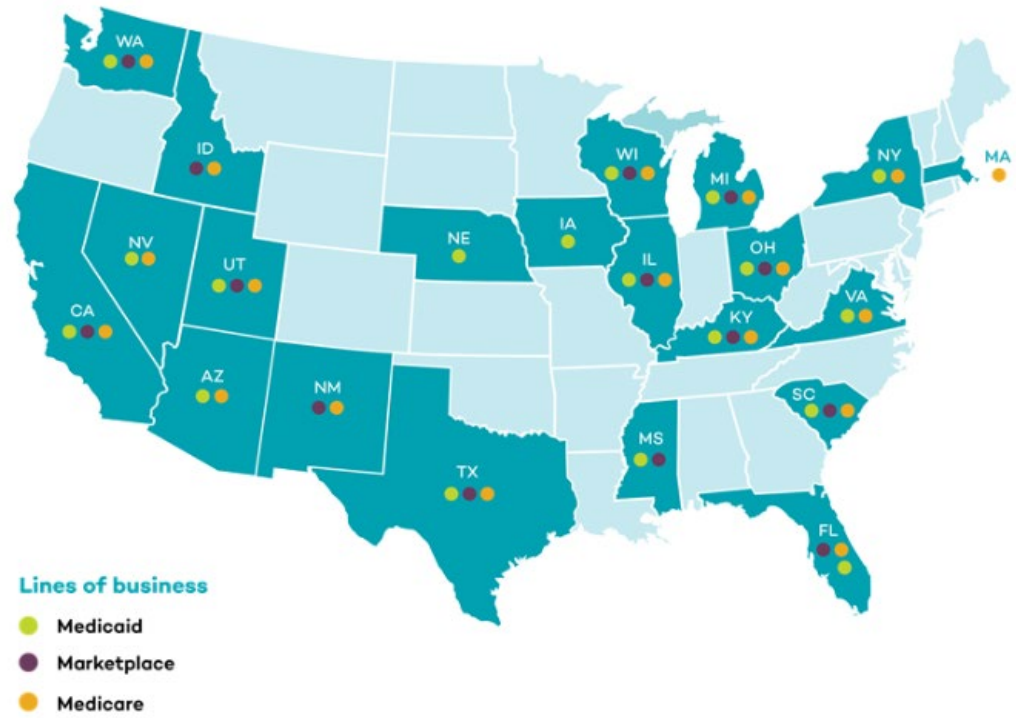 WA
ID
WI
MI
NY
MA
NV
UT
NE
IA
IL
OH
CA
KY
VA
AZ
NM
SC
MS
TX
FL
Lines of business
Medicaid
Marketplace
Medicare